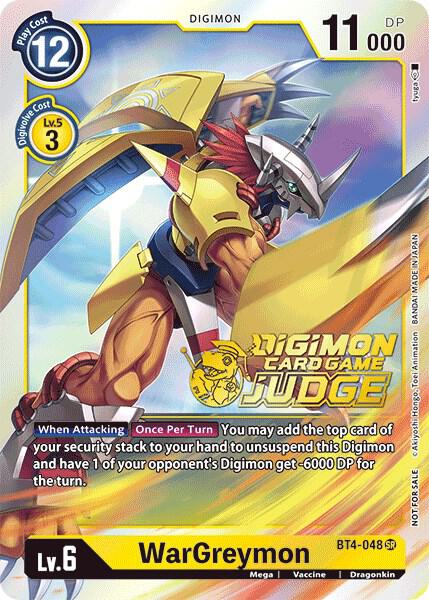 Play Cost
12
DIGIMON
11000
DP
Digivolve Cost
Lv.5
3
fyuga
DIGIMON
CARD GAME
JUDGE
When Attacking Once Per Turn You may add the top card of
your security stack to your hand to unsuspend this Digimon
and have 1 of your opponent's Digimon get -6000 DP for
the turn.
©Akiyoshi Hongo, Toei Animation BANDAI MADE IN JAPAN
NOT FOR SALE
Lv.6
WarGreymon
BT4-048 SR
Mega | Vaccine | Dragonkin